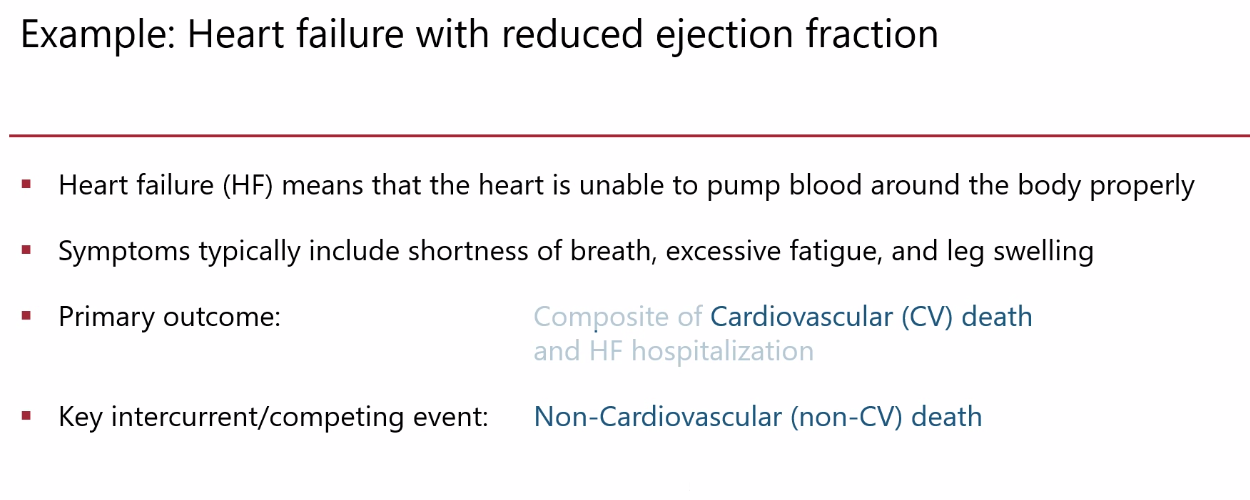 Example: Heart failure with reduced ejection fraction
▪ Heart failure (HF) means that the heart is unable to pump blood around the body properly
▪ Symptoms typically include shortness of breath, excessive fatigue, and leg swelling
▪ Primary outcome: Composite of Cardiovascular (CV) death
and HF hospitalization
▪ Key intercurrent/competing event: Non-Cardiovascular (non-CV) death